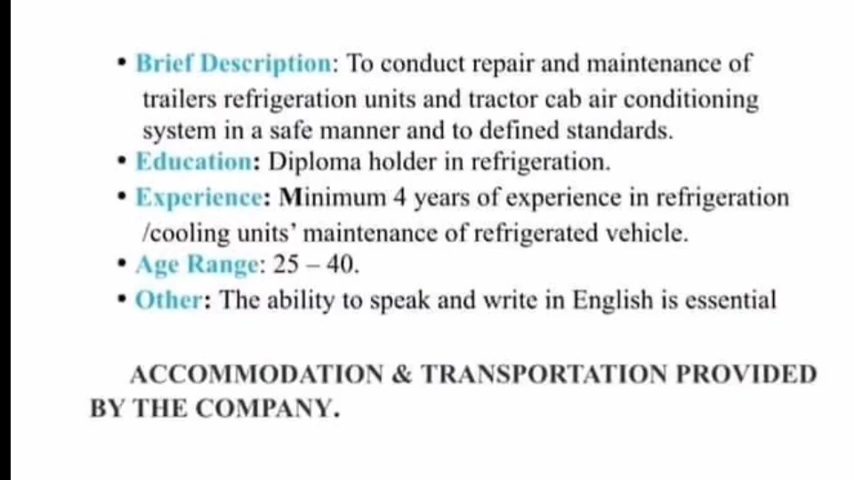 • Brief Description: To conduct repair and maintenance of
trailers refrigeration units and tractor cab air conditioning
system in a safe manner and to defined standards.
• Education: Diploma holder in refrigeration.
• Experience: Minimum 4 years of experience in refrigeration
/cooling units’ maintenance of refrigerated vehicle.
• Age Range: 25 – 40.
• Other: The ability to speak and write in English is essential
ACCOMMODATION & TRANSPORTATION PROVIDED
BY THE COMPANY.